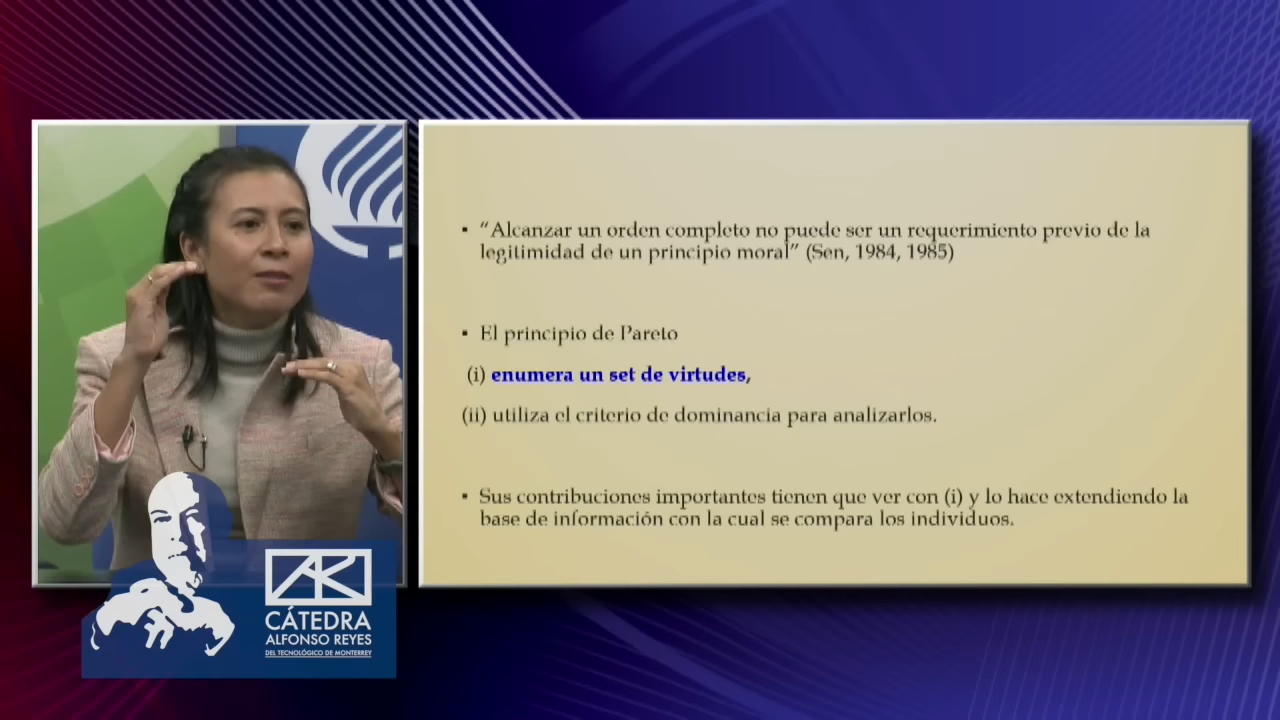 ▪ “Alcanzar un orden completo no puede ser un requerimiento previo de la
legitimidad de un principio moral” (Sen, 1984, 1985)
▪ El principio de Pareto
(i) enumera un set de virtudes,
(ii) utiliza el criterio de dominancia para analizarlos.
▪ Sus contribuciones importantes tienen que ver con (i) y lo hace extendiendo la
base de información con la cual se compara los individuos.
AR
CÁTEDRA
ALFONSO REYES
DEL TECNOLÓGICO DE MONTERREY